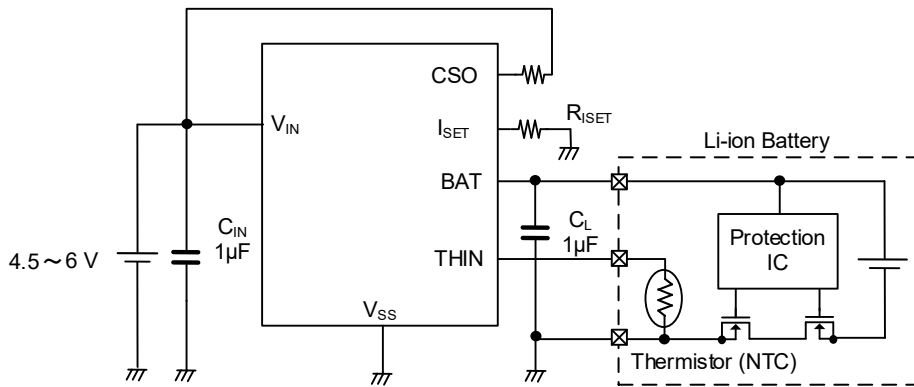 CSO
V_IN
I_SET
R_ISET
Li-ion Battery
BAT
C_IN
1μF
C_L
1μF
Protection
IC
4.5～6 V
THIN
V_SS
Thermistor (NTC)